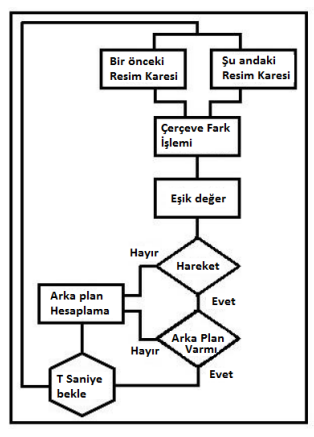 Bir önceki
Resim Karesi
Şu andaki
Resim Karesi
Çerçeve Fark
İşlemi
Eşik değer
Hayır
Hareket
Evet
Arka plan
Hesaplama
Arka Plan
Varmı
Hayır
Evet
T Saniye
bekle